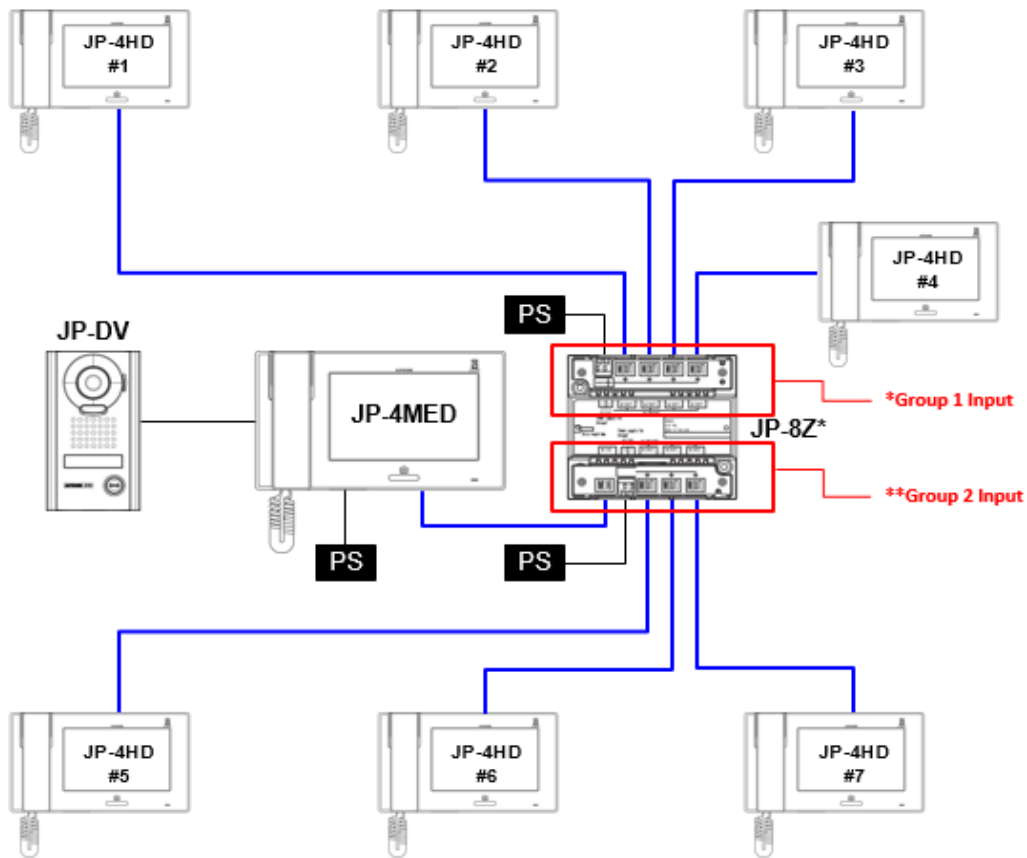 JP-4HD
#1
JP-4HD
#2
JP-4HD
#3
JP-4HD
#4
PS
JP-DV
JP-4MED
*Group 1 Input
JP-8Z*
**Group 2 Input
PS
PS
JP-4HD
#5
JP-4HD
#6
JP-4HD
#7